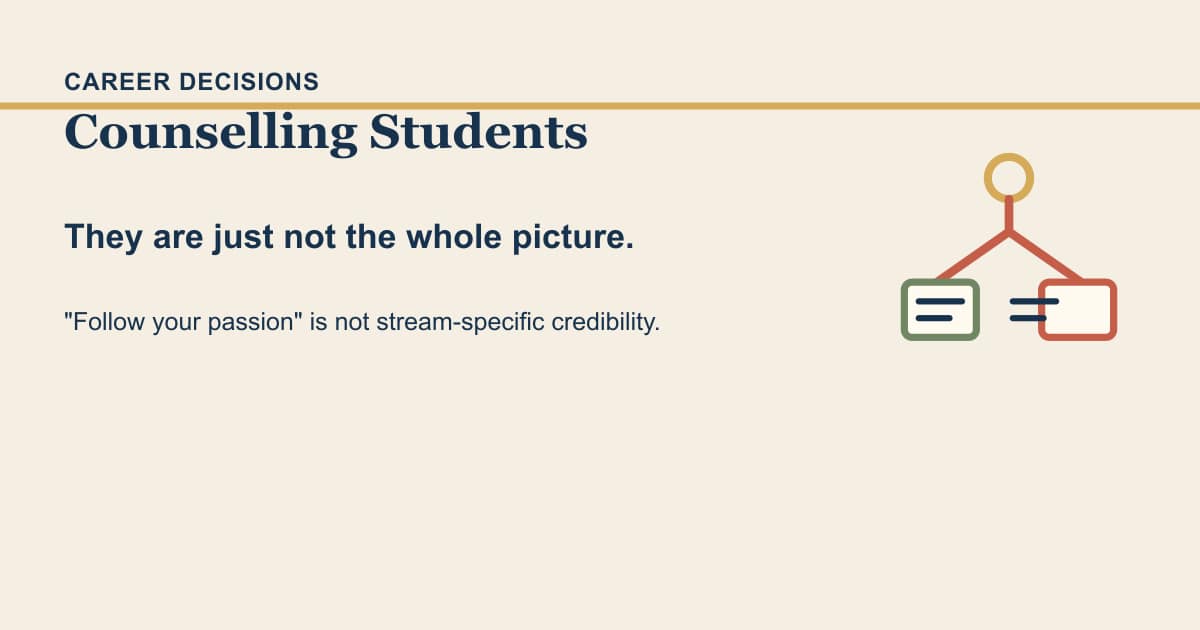 CAREER DECISIONS
Counselling Students
They are just not the whole picture.
"Follow your passion" is not stream-specific credibility.